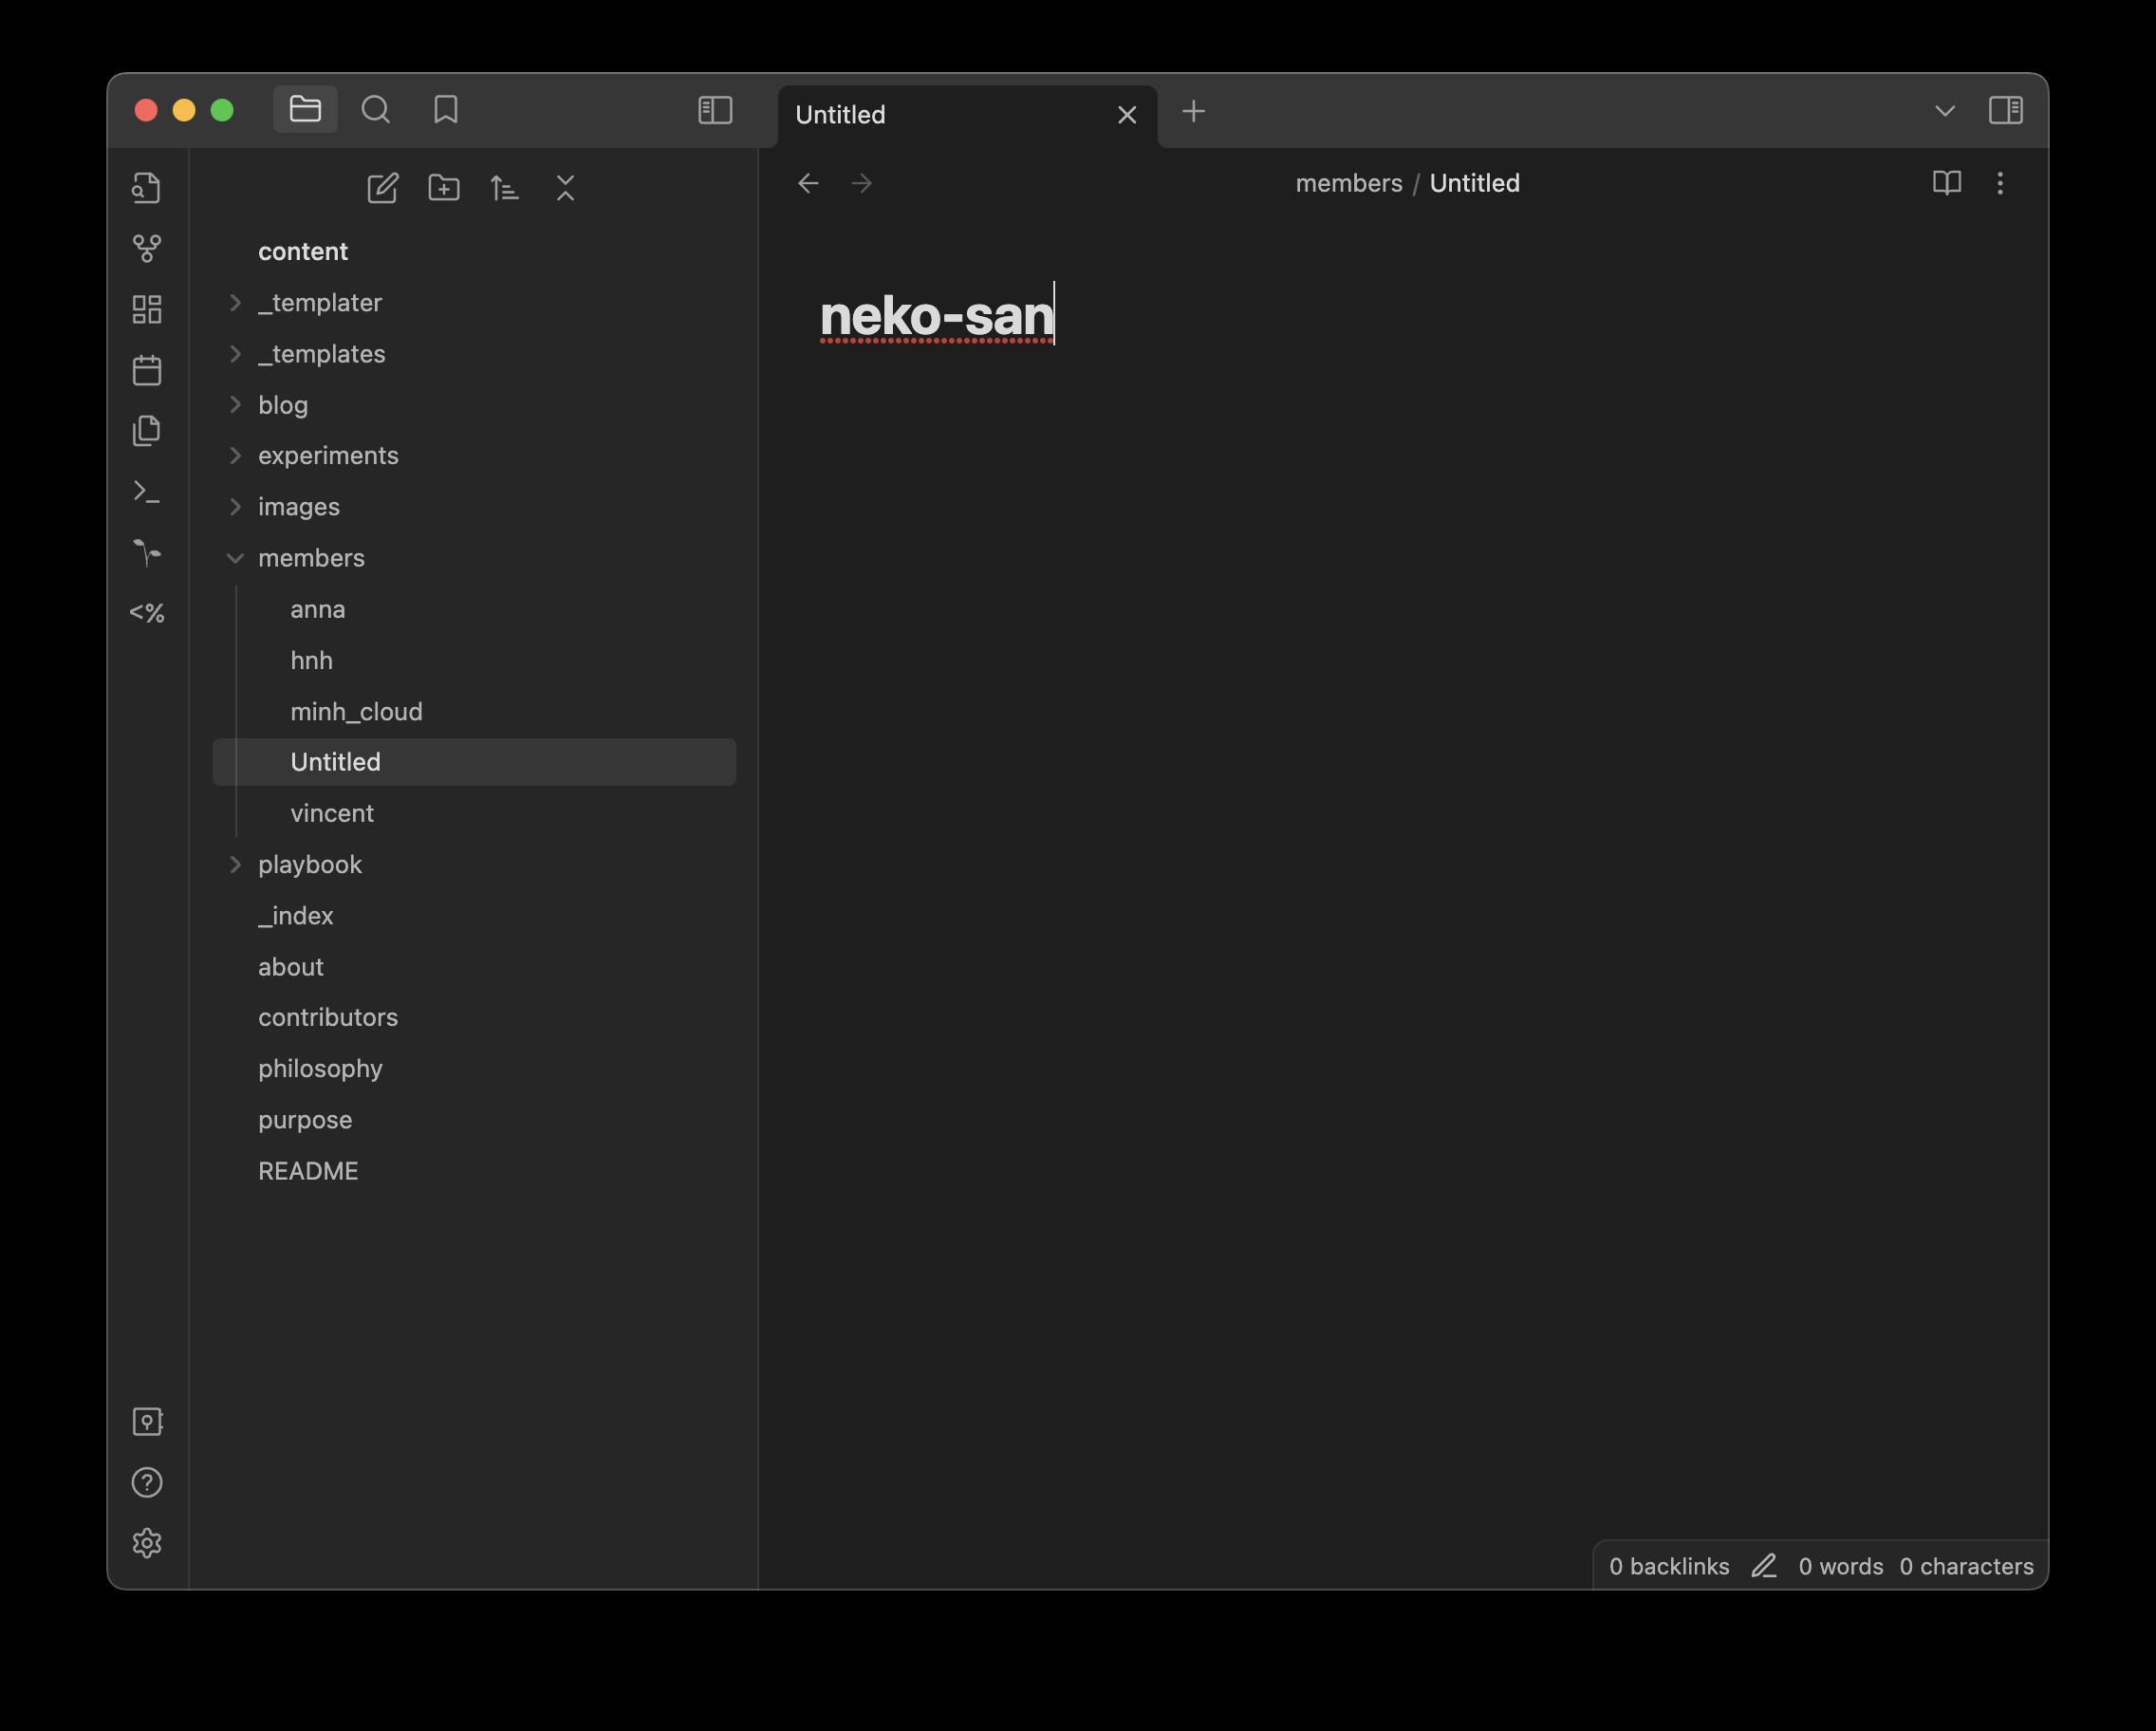 Untitled
members / Untitled
content
_templater
_templates
blog
experiments
images
members
anna
hnh
minh_cloud
Untitled
vincent
playbook
_index
about
contributors
philosophy
purpose
README
<%
neko-san
0 backlinks 0 words 0 characters